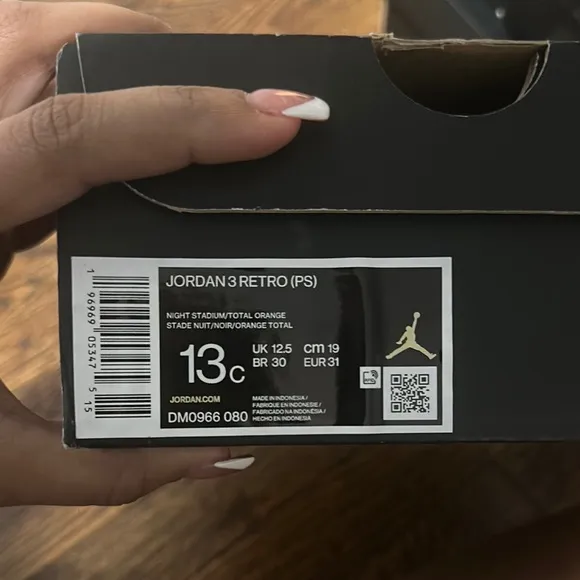 JORDAN 3 RETRO (PS)
NIGHT STADIUM/TOTAL ORANGE
STADE NUIT/NOIR/ORANGE TOTAL
13C
UK 12.5 cm 19
BR 30 EUR 31
JORDAN.COM
DM0966 080
MADE IN INDONESIA /
FABRIQUE EN INDONESIE /
FABRICADO NA INDONÉSIA /
HECHO EN INDONESIA
1 96969 05347 5 15